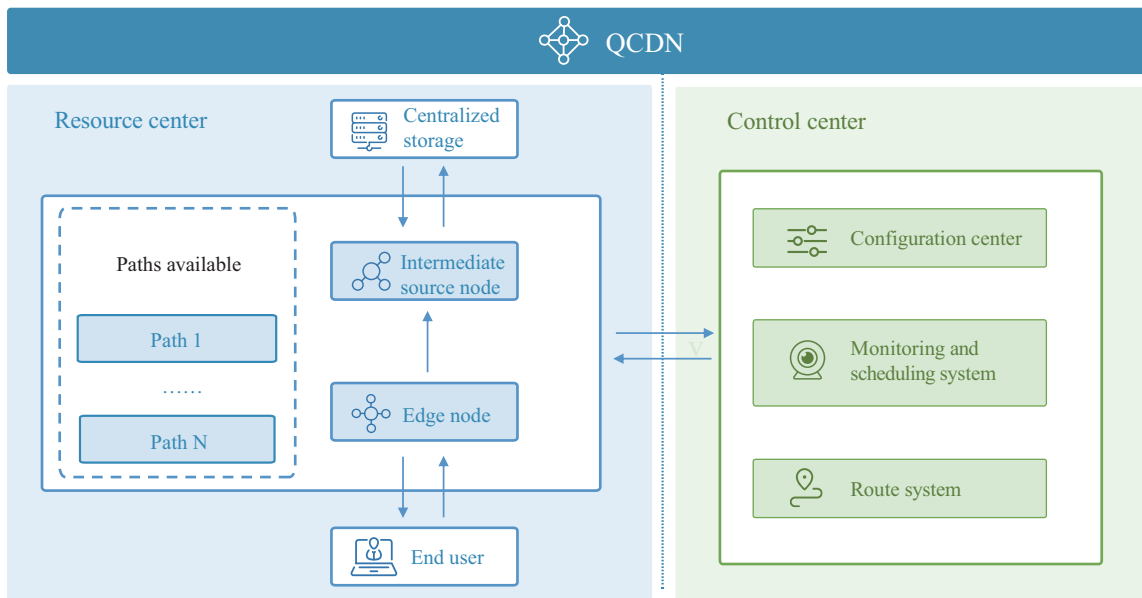 QCDN
Resource center
Centralized
storage
Paths available
Path 1
......
Path N
Intermediate
source node
Edge node
End user
V
Control center
Configuration center
Monitoring and
scheduling system
Route system